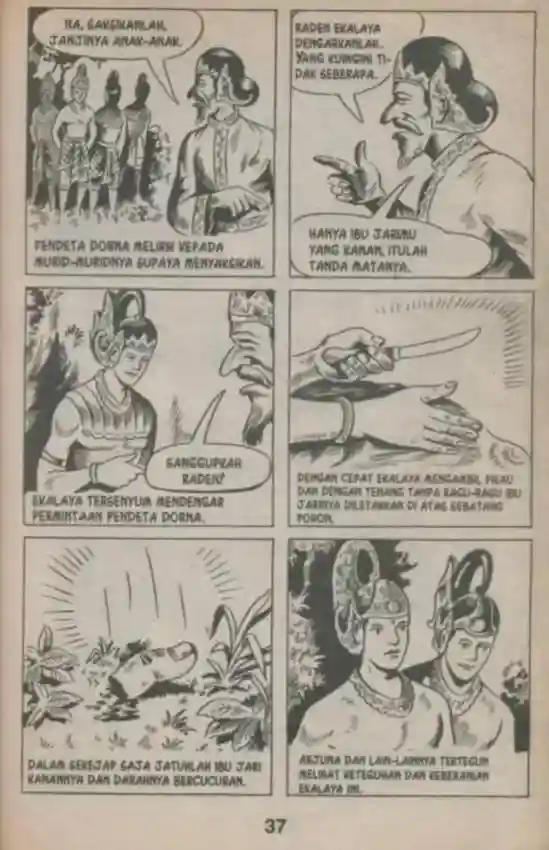 HA, SAKSIKANLAH,
JANJINYA ANAK-ANAK.
PENDETA DORNA MELIRIK KEPADA
MURID-MURIDNYA SUPAYA MENYAKSIKAN.
RADEN EKALAYA
DENGARKANLAH.
YANG KUINGINI TI-
DAK SEBERAPA.
HANYA IBU JARIMU
YANG KANAN, ITULAH
TANDA MATANYA.
SANGGUPKAH
RADEN?
EKALAYA TERSENYUM MENDENGAR
PERMINTAAN PENDETA DORNA.
DENGAN CEPAT EKALAYA MENGAMBIL PISAU
DAN DENGAN TENANG TANPA RAGU-RAGU IBU
JARINYA DILETAKKAN DI ATAS SEBATANG
POHON.
DALAM SEKEJAP SAJA JATUHLAH IBU JARI
KANANNYA DAN DARAHNYA BERCUCURAN.
ARJUNA DAN LAIN-LAINNYA TERTEGUN
MELIHAT KETEGUHAN DAN KEBERANIAN
EKALAYA INI.
37